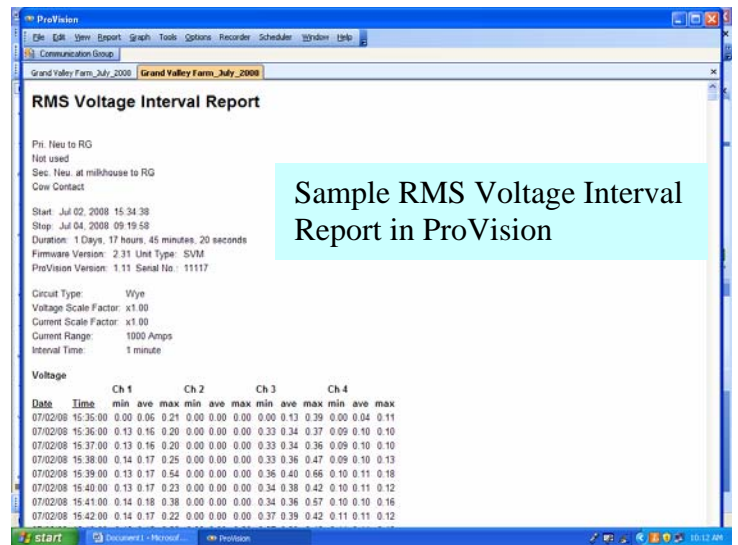 ProVision
File Edit View Report Graph Tools Options Recorder Scheduler Window Help
Communication Group
Grand Valley Farm_July_2008 Grand Valley Farm_July_2008
RMS Voltage Interval Report
Pri. Neu to RG
Not used
Sec. Neu. at milkhouse to RG
Cow Contact
Sample RMS Voltage Interval
Report in ProVision
Start: Jul 02, 2008 15:34:38
Stop: Jul 04, 2008 09:19:58
Duration: 1 Days, 17 hours, 45 minutes, 20 seconds
Firmware Version: 2.31 Unit Type: SVM
ProVision Version: 1.11 Serial No.: 11117
Circuit Type: Wye
Voltage Scale Factor: x1.00
Current Scale Factor: x1.00
Current Range: 1000 Amps
Interval Time: 1 minute
Voltage
Ch 1 Ch 2 Ch 3 Ch 4
Date Time min ave max min ave max min ave max min ave max
07/02/08 15:35:00 0.00 0.06 0.21 0.00 0.00 0.00 0.00 0.13 0.39 0.00 0.04 0.11
07/02/08 15:36:00 0.13 0.16 0.20 0.00 0.00 0.00 0.33 0.34 0.37 0.09 0.10 0.10
07/02/08 15:37:00 0.13 0.16 0.20 0.00 0.00 0.00 0.33 0.34 0.36 0.09 0.10 0.10
07/02/08 15:38:00 0.14 0.17 0.25 0.00 0.00 0.00 0.33 0.36 0.47 0.09 0.10 0.13
07/02/08 15:39:00 0.13 0.17 0.54 0.00 0.00 0.00 0.36 0.40 0.66 0.10 0.11 0.18
07/02/08 15:40:00 0.13 0.17 0.23 0.00 0.00 0.00 0.34 0.38 0.42 0.10 0.11 0.12
07/02/08 15:41:00 0.14 0.18 0.38 0.00 0.00 0.00 0.34 0.36 0.57 0.10 0.10 0.16
07/02/08 15:42:00 0.14 0.17 0.22 0.00 0.00 0.00 0.37 0.39 0.42 0.11 0.11 0.12
start Document1 - Microsof... ProVision 10:12 AM